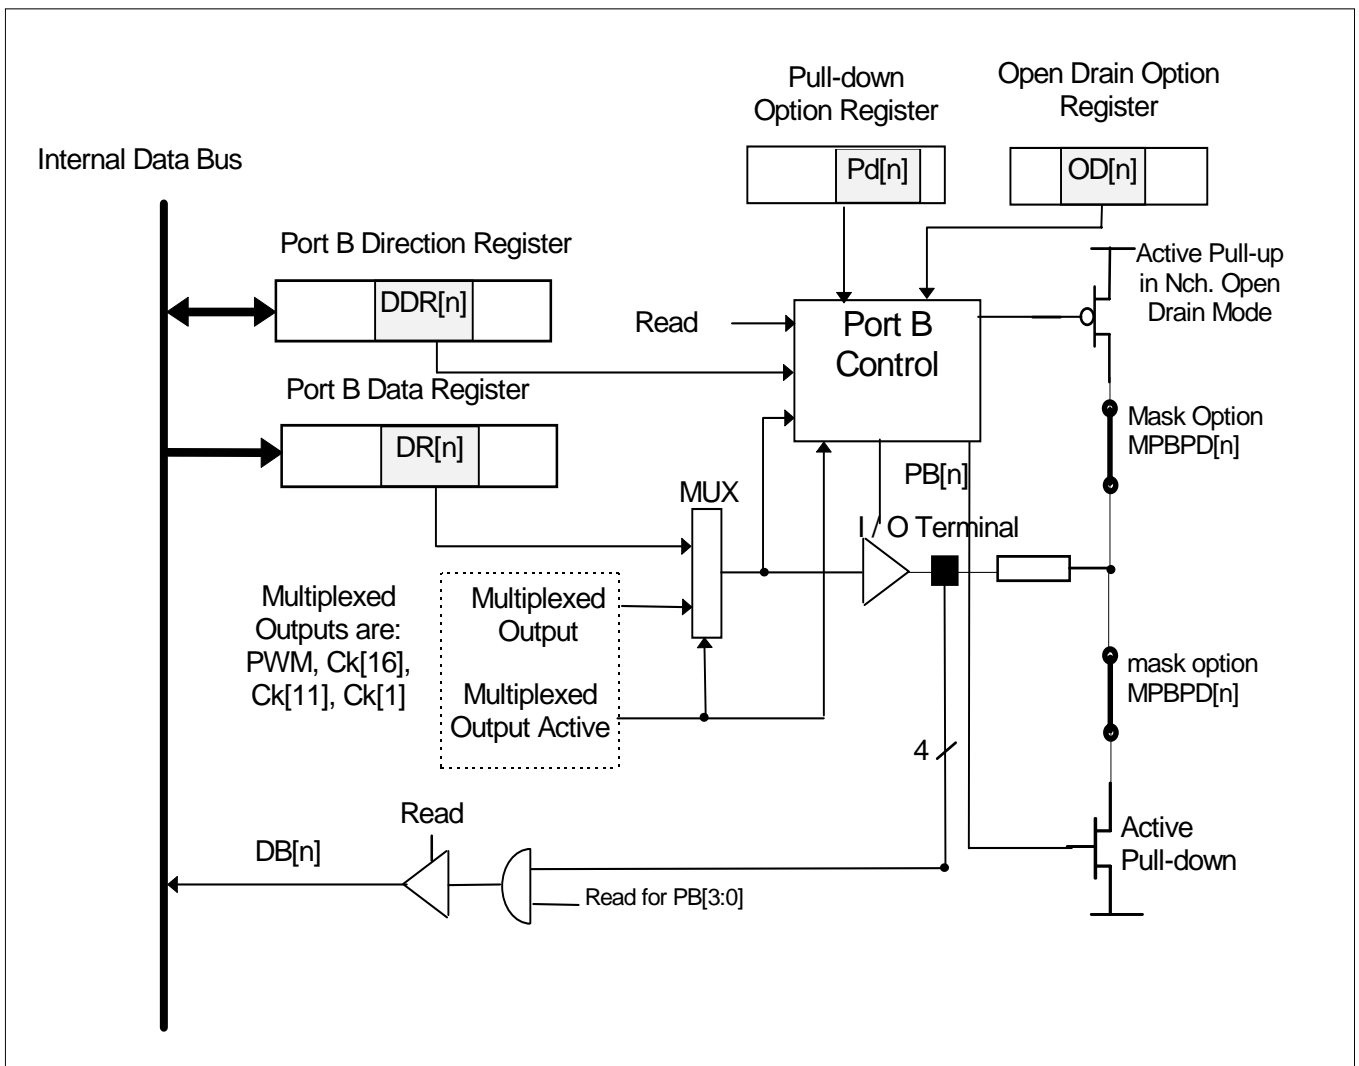 Pull-down
Option Register
Open Drain Option
Register
Internal Data Bus
Pd[n]
OD[n]
Port B Direction Register
Active Pull-up
in Nch. Open
Drain Mode
DDR[n]
Read
Port B
Control
Port B Data Register
Mask Option
MPBPD[n]
DR[n]
PB[n]
MUX
I / O Terminal
Multiplexed
Outputs are:
PWM, Ck[16],
Ck[11], Ck[1]
Multiplexed
Output
Multiplexed
Output Active
mask option
MPBPD[n]
4
Read
DB[n]
Read for PB[3:0]
Active
Pull-down